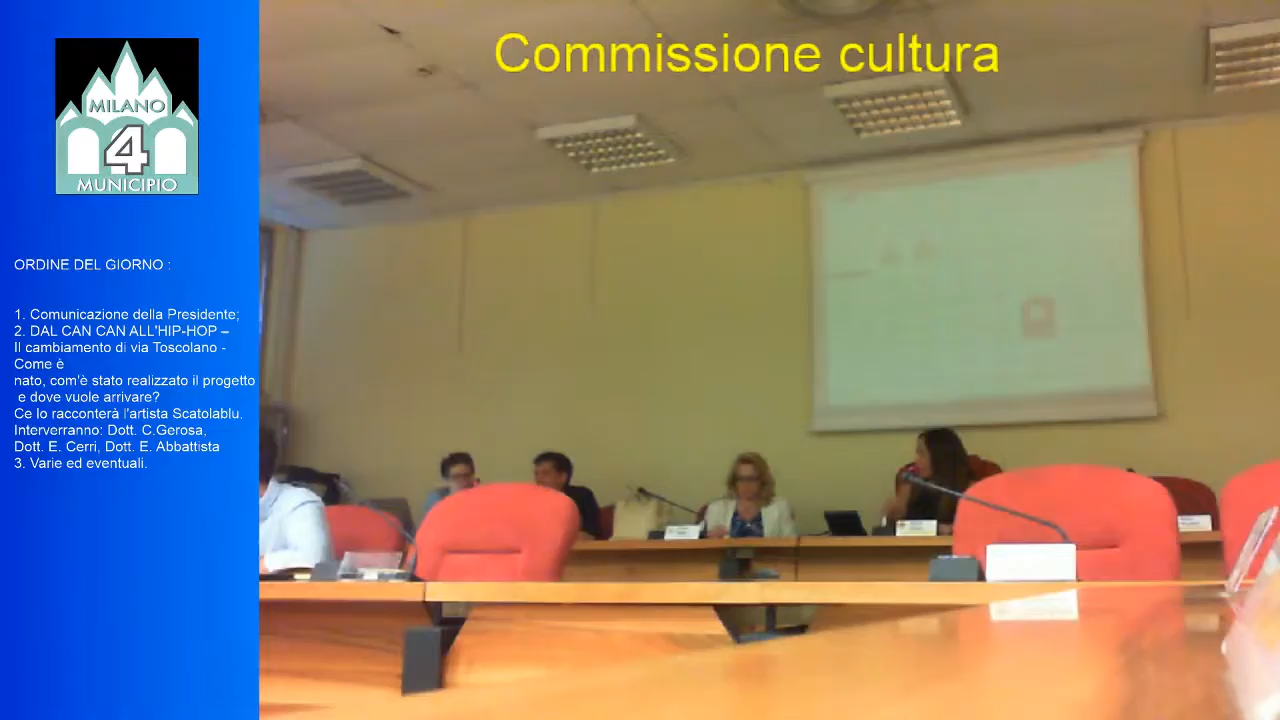 Commissione cultura
MILANO
4
MUNICIPIO
ORDINE DEL GIORNO :
1. Comunicazione della Presidente;
2. DAL CAN CAN ALL'HIP-HOP –
Il cambiamento di via Toscolano -
Come è
nato, com'è stato realizzato il progetto
e dove vuole arrivare?
Ce lo racconterà l'artista Scatolablu.
Interverranno: Dott. C.Gerosa,
Dott. E. Cerri, Dott. E. Abbattista
3. Varie ed eventuali.